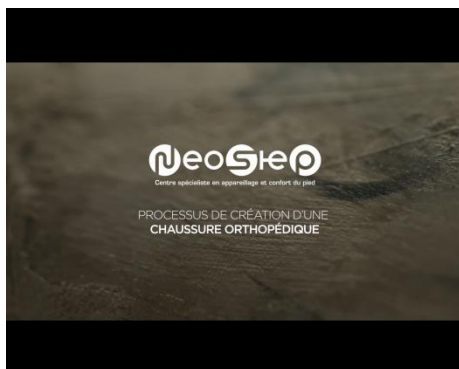 NeoStep
Centre spécialiste en appareillage et confort du pied
PROCESSUS DE CRÉATION D'UNE
CHAUSSURE ORTHOPÉDIQUE